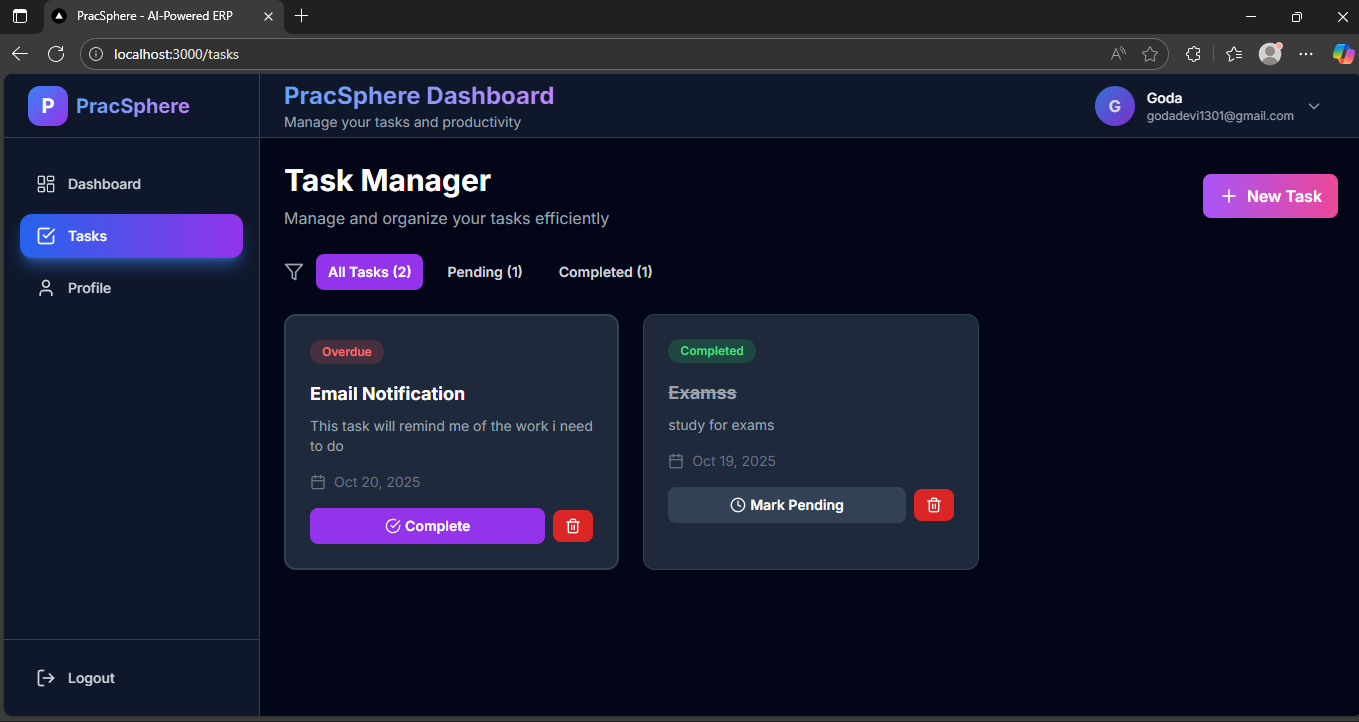 PracSphere - AI-Powered ERP
localhost:3000/tasks
P PracSphere
PracSphere Dashboard
Manage your tasks and productivity
G
Goda
godadevi1301@gmail.com
Dashboard
Tasks
Profile
Logout
Task Manager
Manage and organize your tasks efficiently
New Task
All Tasks (2) Pending (1) Completed (1)
Overdue
Email Notification
This task will remind me of the work i need
to do
Oct 20, 2025
Complete
Completed
Examss
study for exams
Oct 19, 2025
Mark Pending